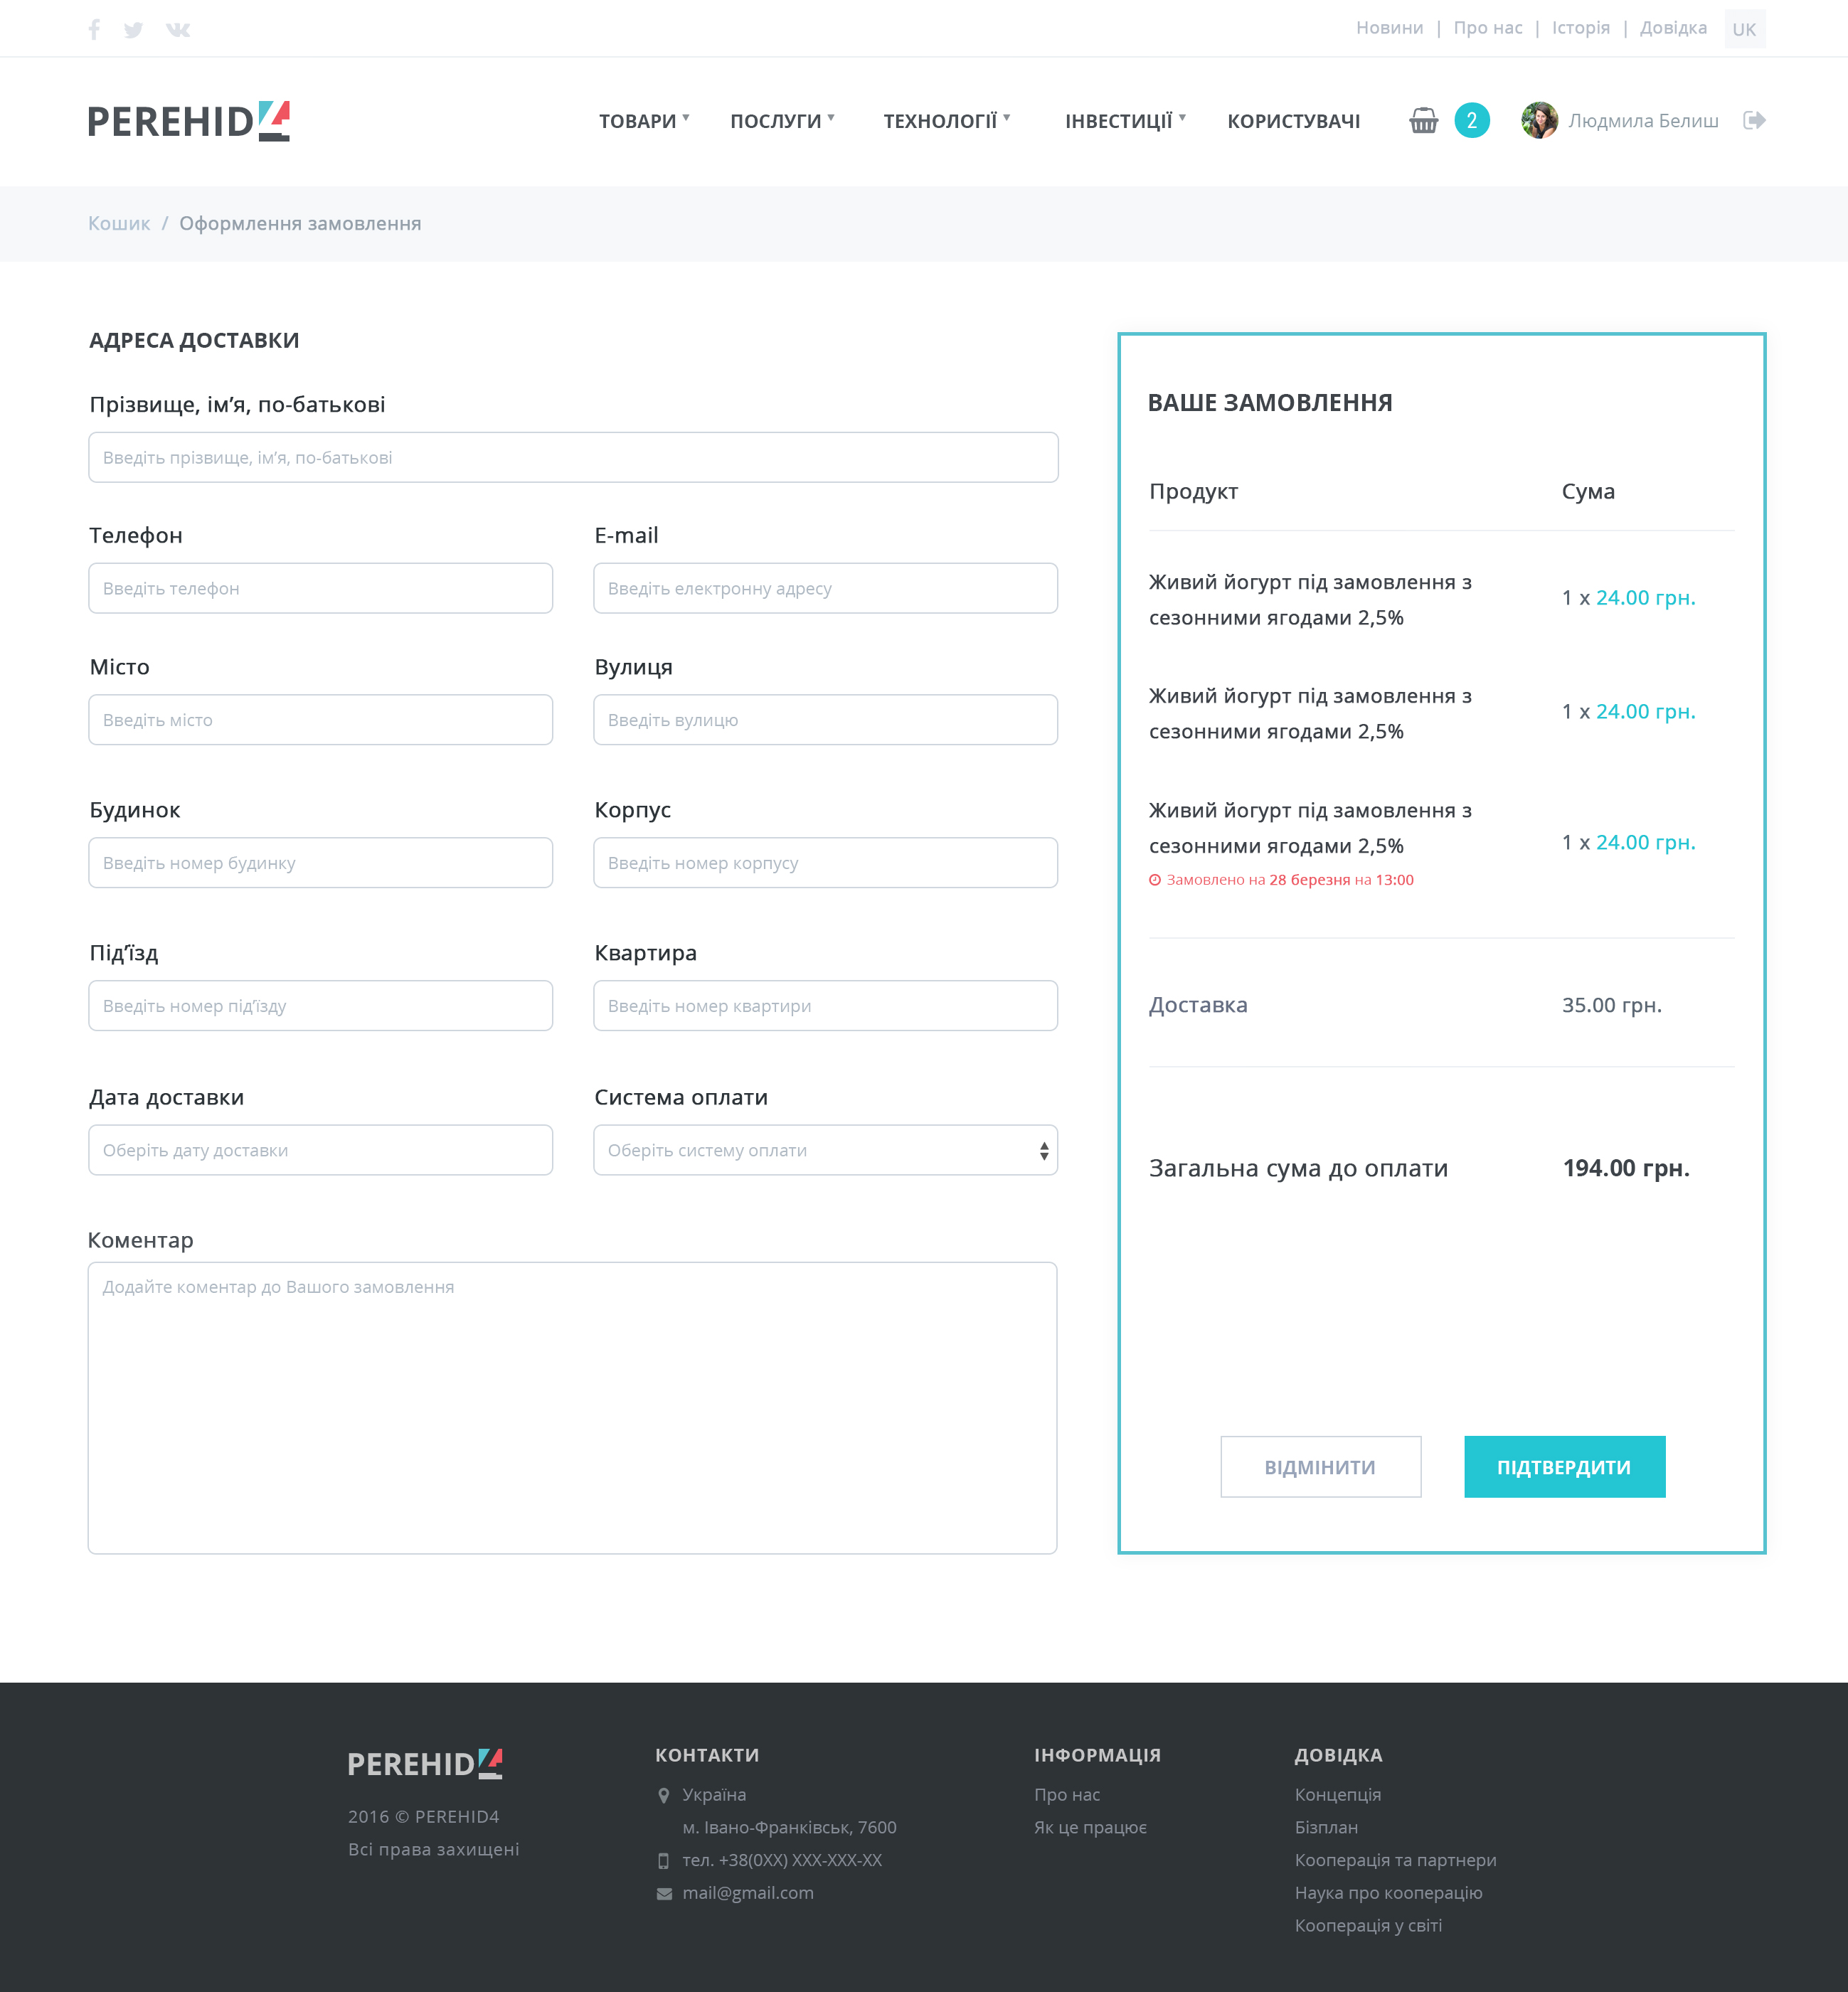 Новини | Про нас | Історія | Довідка UK
PEREHID4
ТОВАРИ ПОСЛУГИ ТЕХНОЛОГІЇ ІНВЕСТИЦІЇ КОРИСТУВАЧІ 2 Людмила Белиш
Кошик / Оформлення замовлення
АДРЕСА ДОСТАВКИ
Прізвище, ім’я, по-батькові
Введіть прізвище, ім’я, по-батькові
Телефон E-mail
Введіть телефон Введіть електронну адресу
Місто Вулиця
Введіть місто Введіть вулицю
Будинок Корпус
Введіть номер будинку Введіть номер корпусу
Під’їзд Квартира
Введіть номер під’їзду Введіть номер квартири
Дата доставки Система оплати
Оберіть дату доставки Оберіть систему оплати
Коментар
Додайте коментар до Вашого замовлення
ВАШЕ ЗАМОВЛЕННЯ
Продукт Сума
Живий йогурт під замовлення з
сезонними ягодами 2,5%
1 x 24.00 грн.
Живий йогурт під замовлення з
сезонними ягодами 2,5%
1 x 24.00 грн.
Живий йогурт під замовлення з
сезонними ягодами 2,5%
1 x 24.00 грн.
Замовлено на 28 березня на 13:00
Доставка 35.00 грн.
Загальна сума до оплати 194.00 грн.
ВІДМІНИТИ ПІДТВЕРДИТИ
PEREHID4
2016 © PEREHID4
Всі права захищені
КОНТАКТИ
Україна
м. Івано-Франківськ, 7600
тел. +38(0XX) XXX-XXX-XX
mail@gmail.com
ІНФОРМАЦІЯ
Про нас
Як це працює
ДОВІДКА
Концепція
Бізплан
Кооперація та партнери
Наука про кооперацію
Кооперація у світі